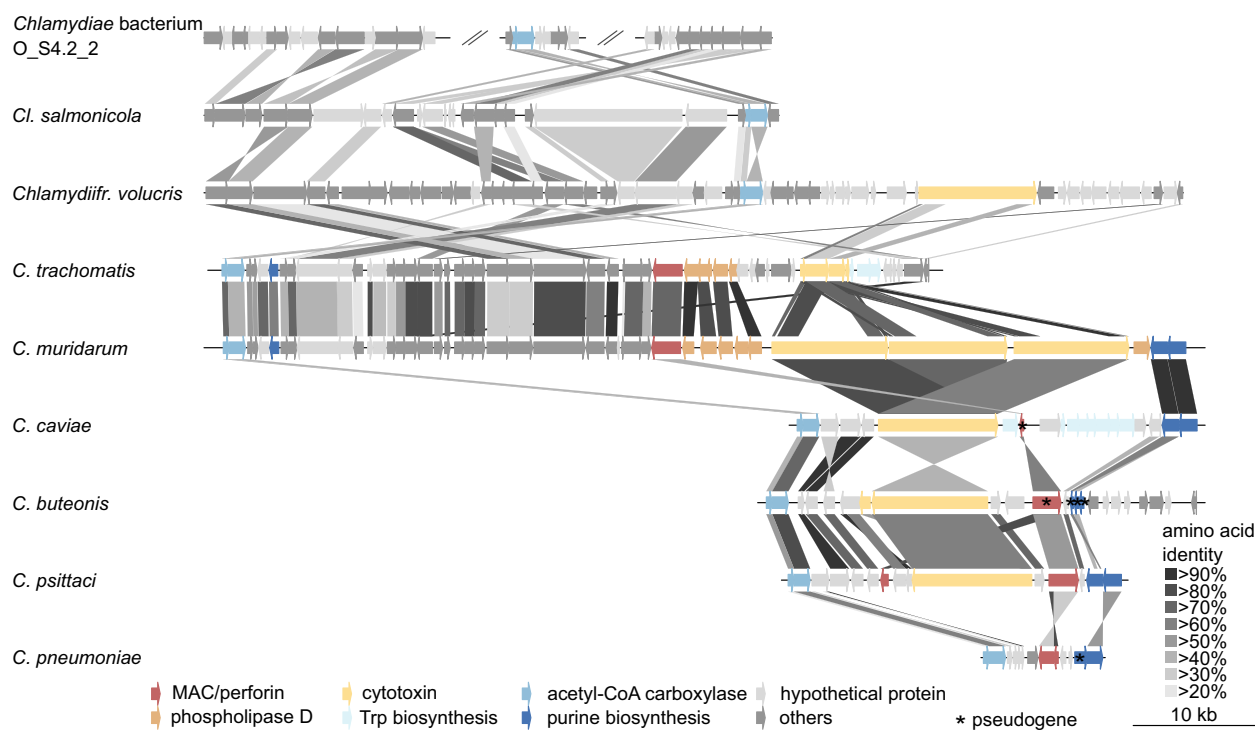 Chlamydiae bacterium
O_S4.2_2
Cl. salmonicola
Chlamydiifr. volucris
C. trachomatis
C. muridarum
C. caviae
*
C. buteonis
* ***
C. psittaci
C. pneumoniae
*
amino acid
identity
>90%
>80%
>70%
>60%
>50%
>40%
>30%
>20%
10 kb
MAC/perforin cytotoxin acetyl-CoA carboxylase hypothetical protein
phospholipase D Trp biosynthesis purine biosynthesis others * pseudogene